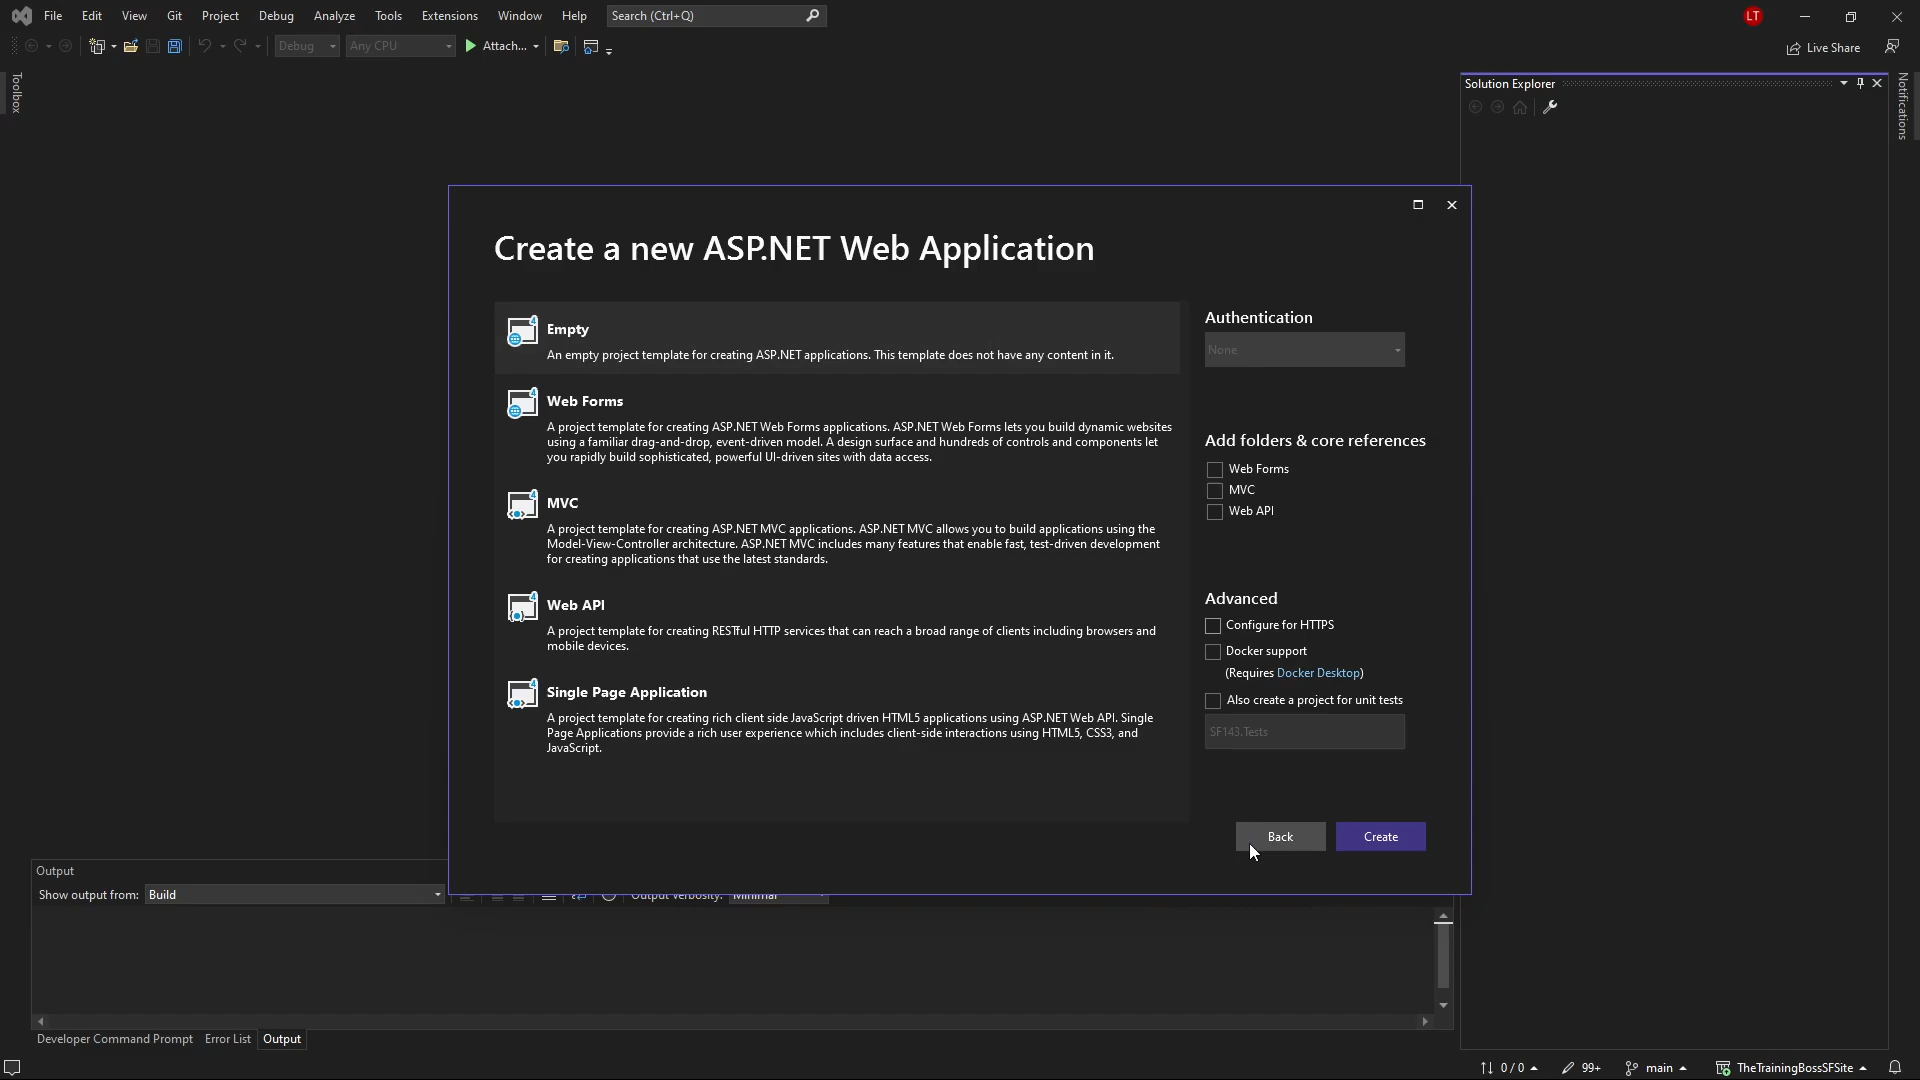 File Edit View Git Project Debug Analyze Tools Extensions Window Help Search (Ctrl+Q) LT
Debug Any CPU Attach... Live Share
Toolbox
Solution Explorer
Notifications
Create a new ASP.NET Web Application
Empty
An empty project template for creating ASP.NET applications. This template does not have any content in it.
Web Forms
A project template for creating ASP.NET Web Forms applications. ASP.NET Web Forms lets you build dynamic websites
using a familiar drag-and-drop, event-driven model. A design surface and hundreds of controls and components let
you rapidly build sophisticated, powerful UI-driven sites with data access.
MVC
A project template for creating ASP.NET MVC applications. ASP.NET MVC allows you to build applications using the
Model-View-Controller architecture. ASP.NET MVC includes many features that enable fast, test-driven development
for creating applications that use the latest standards.
Web API
A project template for creating RESTful HTTP services that can reach a broad range of clients including browsers and
mobile devices.
Single Page Application
A project template for creating rich client side JavaScript driven HTML5 applications using ASP.NET Web API. Single
Page Applications provide a rich user experience which includes client-side interactions using HTML5, CSS3, and
JavaScript.
Authentication
None
Add folders & core references
Web Forms
MVC
Web API
Advanced
Configure for HTTPS
Docker support
(Requires Docker Desktop)
Also create a project for unit tests
SF143.Tests
Back Create
Output
Show output from: Build Output verbosity: Minimal
Developer Command Prompt Error List Output
0 / 0 99+ main TheTrainingBossSFSite